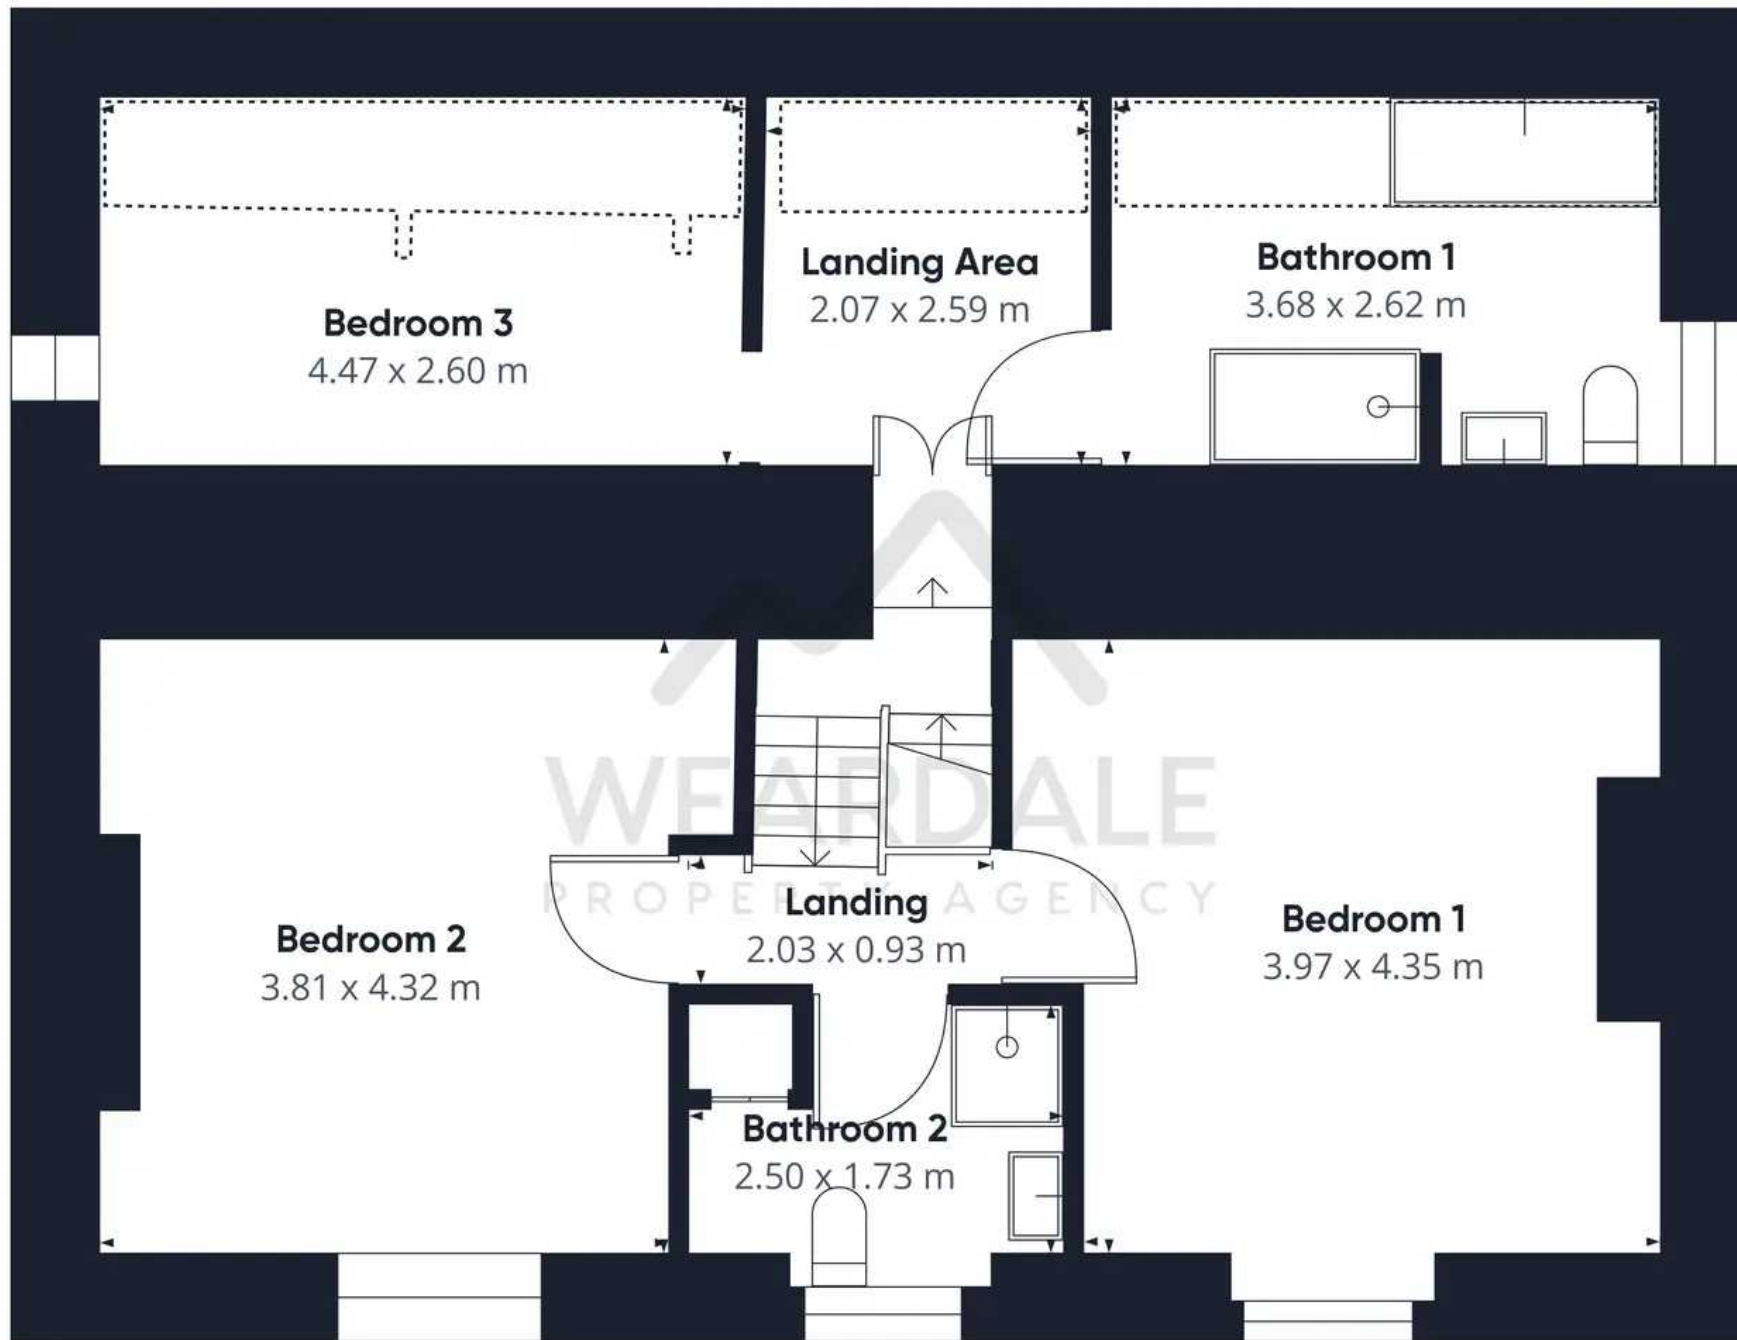 Bedroom 3
4.47 x 2.60 m
Landing Area
2.07 x 2.59 m
Bathroom 1
3.68 x 2.62 m
WEARDALE
PROPERTY AGENCY
Landing
2.03 x 0.93 m
Bedroom 2
3.81 x 4.32 m
Bedroom 1
3.97 x 4.35 m
Bathroom 2
2.50 x 1.73 m